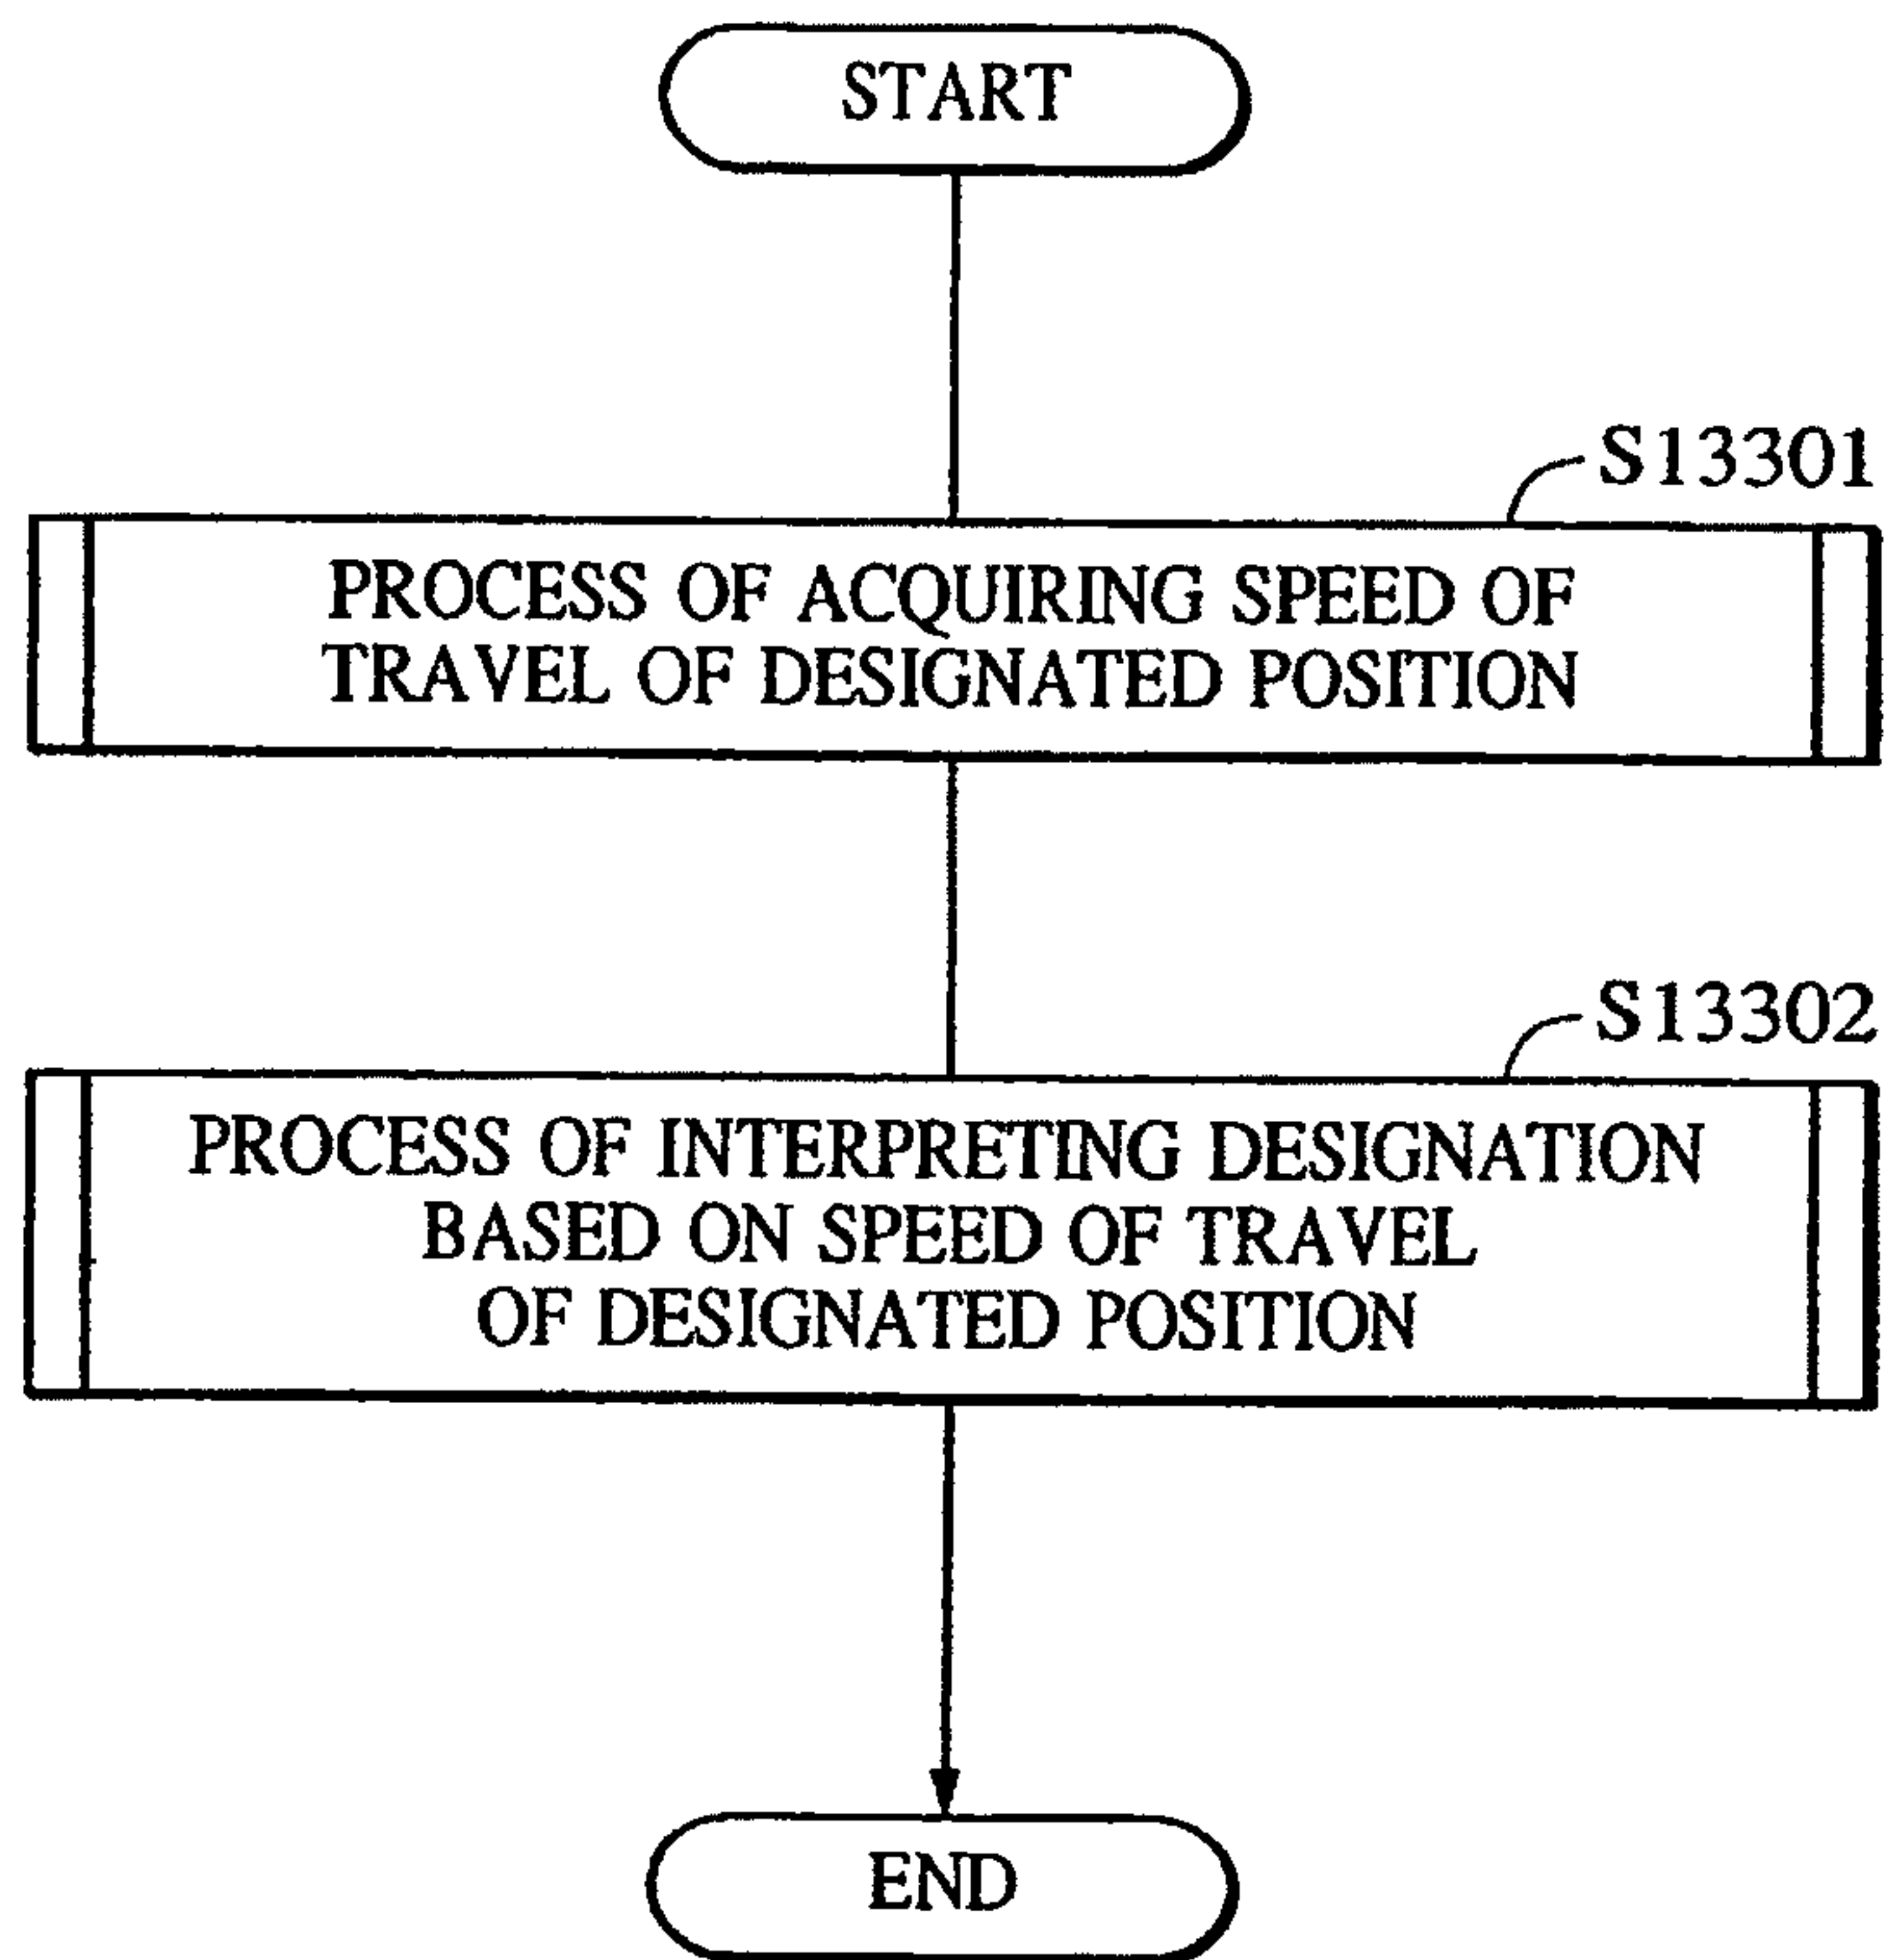 START
S13301
PROCESS OF ACQUIRING SPEED OF
TRAVEL OF DESIGNATED POSITION
S13302
PROCESS OF INTERPRETING DESIGNATION
BASED ON SPEED OF TRAVEL
OF DESIGNATED POSITION
END